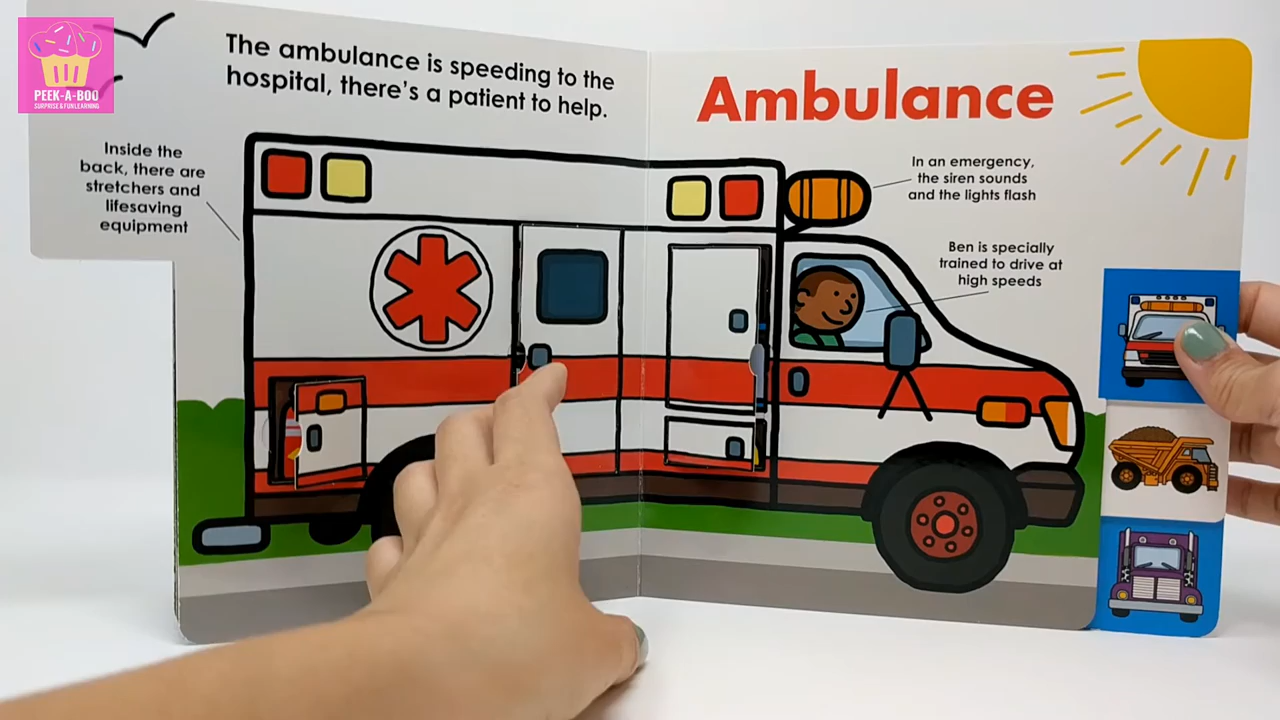 PEEK-A-BOO
SURPRISE & FUN LEARNING
The ambulance is speeding to the
hospital, there's a patient to help.
Ambulance
Inside the
back, there are
stretchers and
lifesaving
equipment
In an emergency,
the siren sounds
and the lights flash
Ben is specially
trained to drive at
high speeds